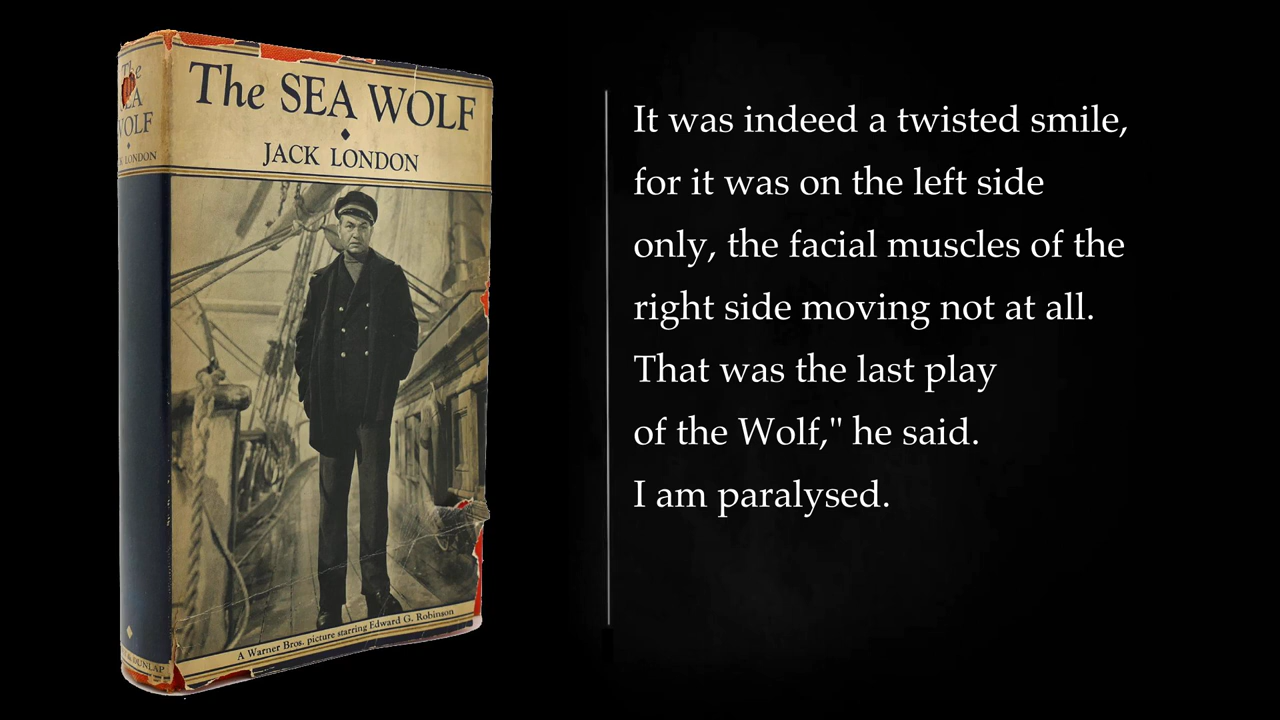 The
SEA
WOLF
LONDON
DUNLAP
The SEA WOLF
JACK LONDON
A Warner Bros. picture starring Edward G. Robinson
It was indeed a twisted smile,
for it was on the left side
only, the facial muscles of the
right side moving not at all.
That was the last play
of the Wolf," he said.
I am paralysed.